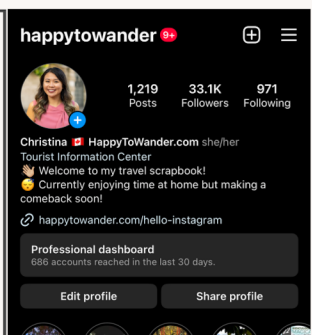 happytowander 9+
1,219 33.1K 971
Posts Followers Following
Christina 🇨🇦 HappyToWander.com she/her
Tourist Information Center
👋 Welcome to my travel scrapbook!
😴 Currently enjoying time at home but making a
comeback soon!
happytowander.com/hello-instagram
Professional dashboard
686 accounts reached in the last 30 days.
Edit profile Share profile